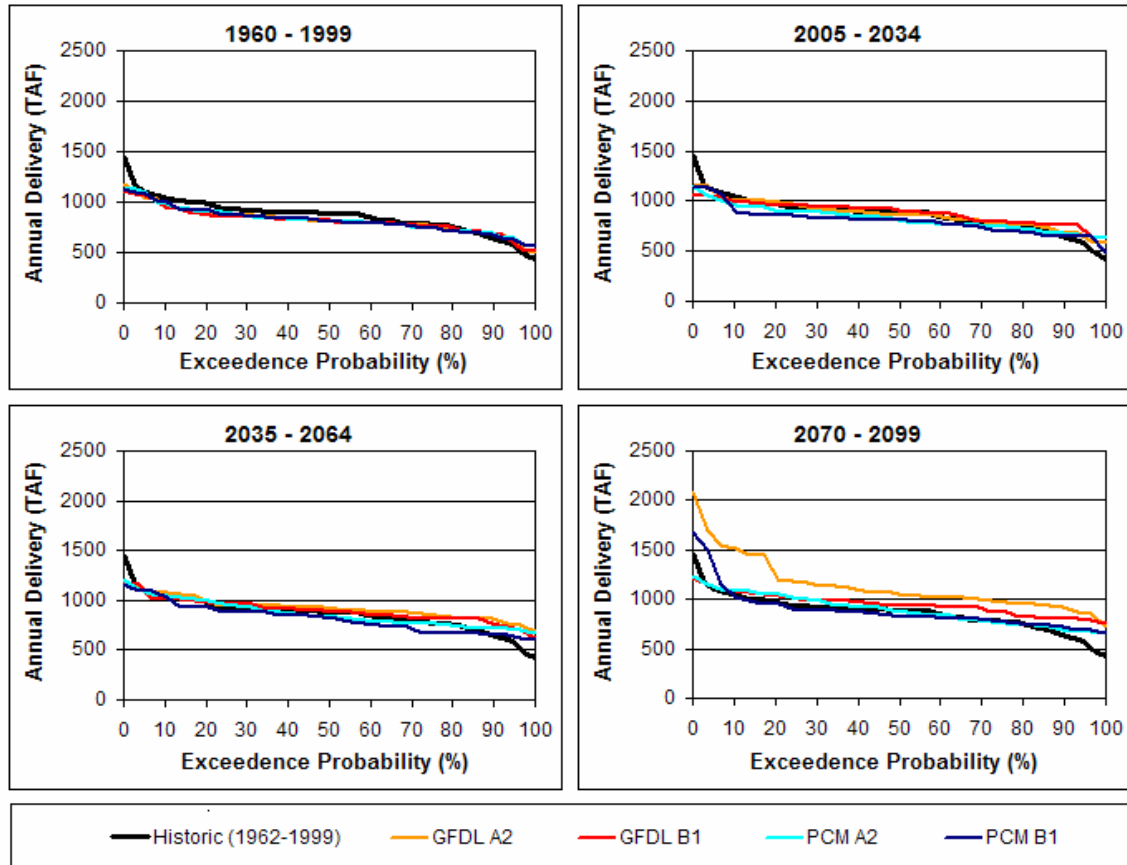 1960 - 1999
Annual Delivery (TAF)
2500
2000
1500
1000
500
0
0 10 20 30 40 50 60 70 80 90 100
Exceedence Probability (%)
2005 - 2034
Annual Delivery (TAF)
2500
2000
1500
1000
500
0
0 10 20 30 40 50 60 70 80 90 100
Exceedence Probability (%)
2035 - 2064
Annual Delivery (TAF)
2500
2000
1500
1000
500
0
0 10 20 30 40 50 60 70 80 90 100
Exceedence Probability (%)
2070 - 2099
Annual Delivery (TAF)
2500
2000
1500
1000
500
0
0 10 20 30 40 50 60 70 80 90 100
Exceedence Probability (%)
Historic (1962-1999) GFDL A2 GFDL B1 PCM A2 PCM B1